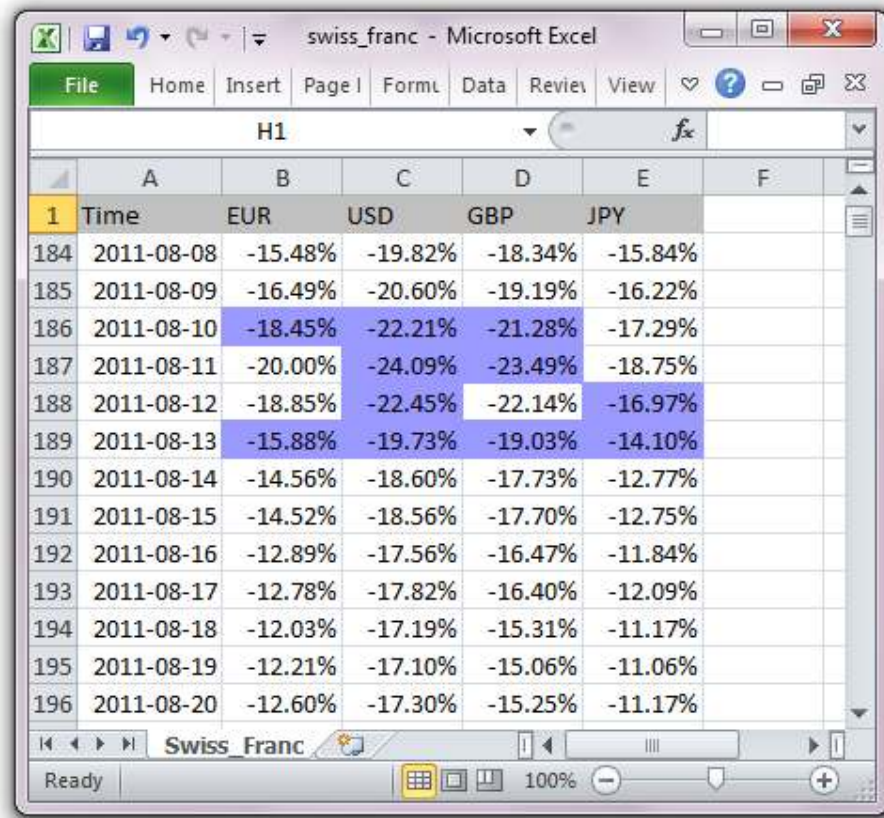 swiss_franc - Microsoft Excel
File Home Insert Page l Formu Data Review View
H1 fx
A B C D E F
1 Time EUR USD GBP JPY
184 2011-08-08 -15.48% -19.82% -18.34% -15.84%
185 2011-08-09 -16.49% -20.60% -19.19% -16.22%
186 2011-08-10 -18.45% -22.21% -21.28% -17.29%
187 2011-08-11 -20.00% -24.09% -23.49% -18.75%
188 2011-08-12 -18.85% -22.45% -22.14% -16.97%
189 2011-08-13 -15.88% -19.73% -19.03% -14.10%
190 2011-08-14 -14.56% -18.60% -17.73% -12.77%
191 2011-08-15 -14.52% -18.56% -17.70% -12.75%
192 2011-08-16 -12.89% -17.56% -16.47% -11.84%
193 2011-08-17 -12.78% -17.82% -16.40% -12.09%
194 2011-08-18 -12.03% -17.19% -15.31% -11.17%
195 2011-08-19 -12.21% -17.10% -15.06% -11.06%
196 2011-08-20 -12.60% -17.30% -15.25% -11.17%
Swiss_Franc
Ready 100%